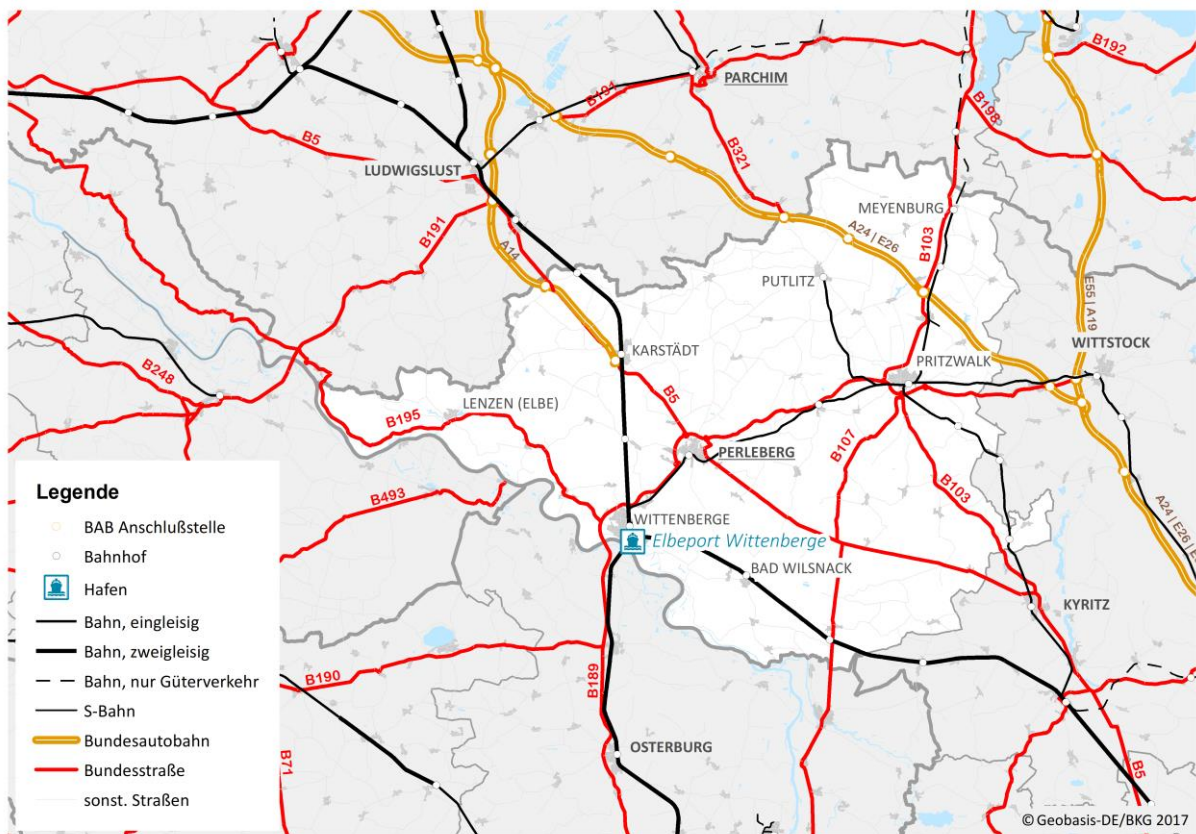 B192
PARCHIM
B191
B198
B5
B321
LUDWIGSLUST
MEYENBURG
A24 | E26
B191
B103
A14
PUTLITZ
E55 | A19
WITTSTOCK
KARSTÄDT
PRITZWALK
B248
B5
LENZEN (ELBE)
B195
B107
PERLEBERG
B103
B493
A24 | E26 |
WITTENBERGE
Elbeport Wittenberge
BAD WILSNACK
KYRITZ
B190
B189
OSTERBURG
B71
B5
Legende
BAB Anschlußstelle
Bahnhof
Hafen
Bahn, eingleisig
Bahn, zweigleisig
Bahn, nur Güterverkehr
S-Bahn
Bundesautobahn
Bundesstraße
sonst. Straßen
© Geobasis-DE/BKG 2017